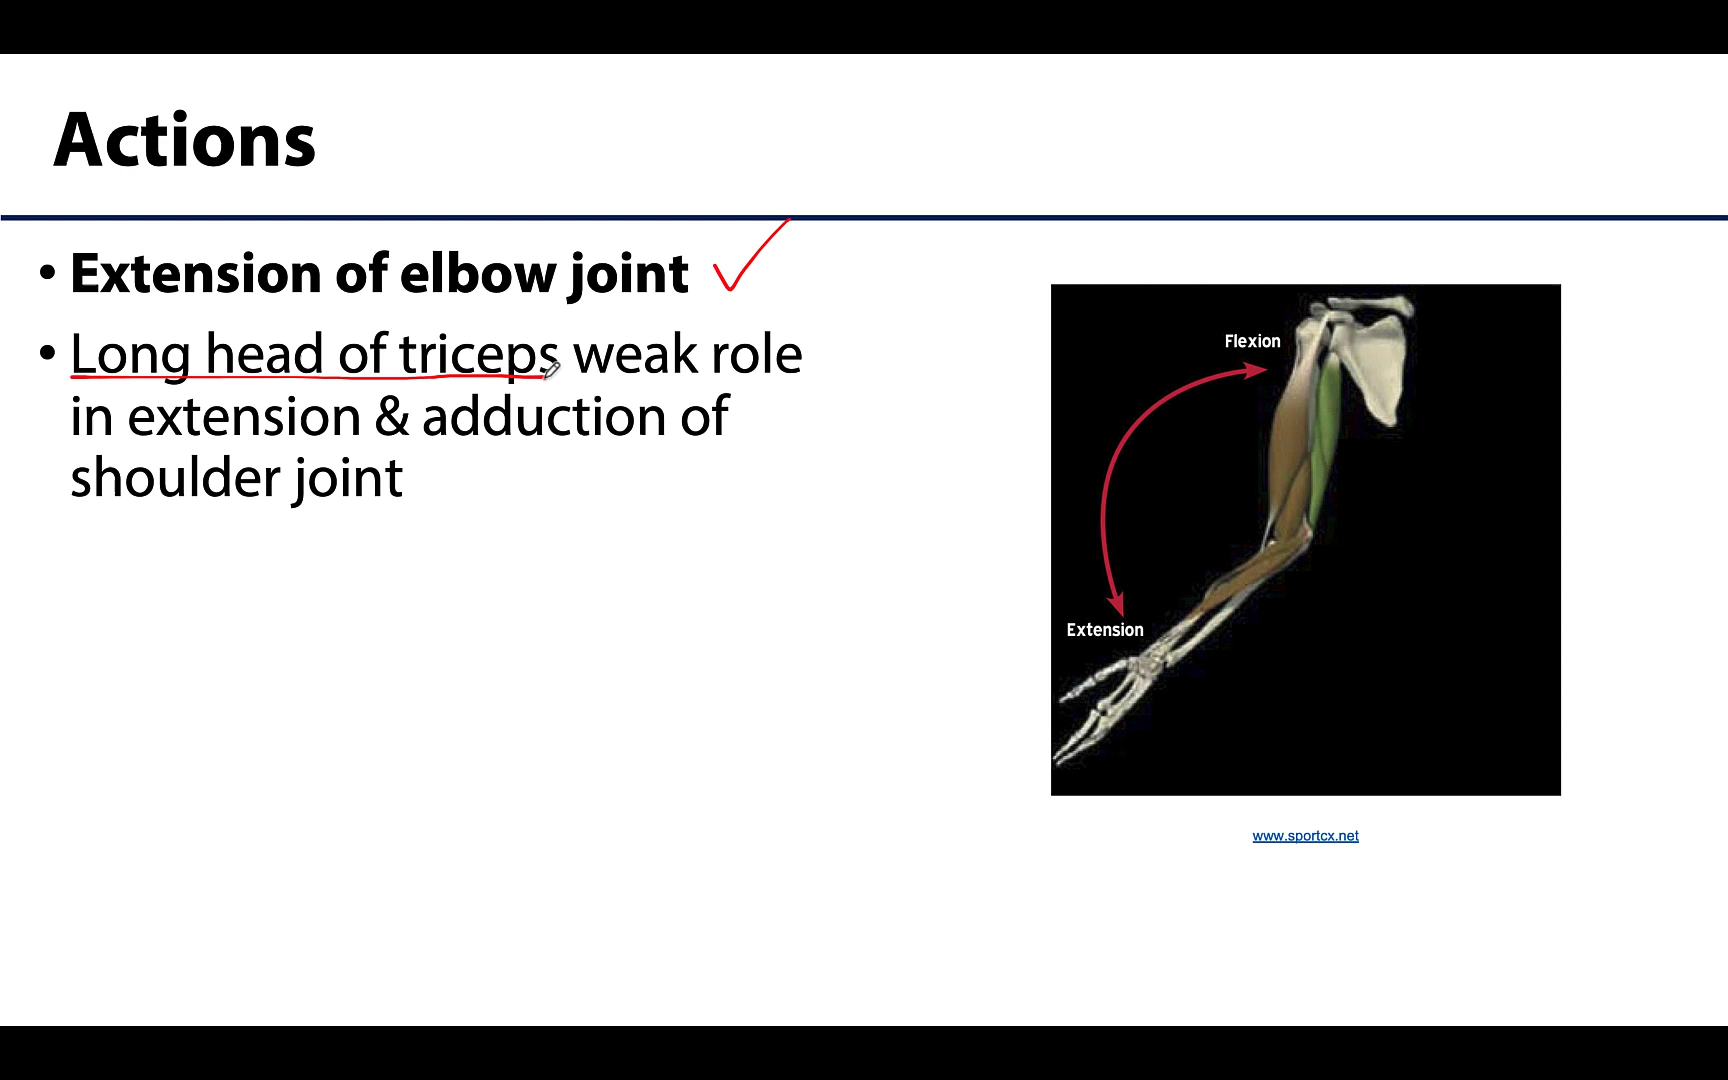 Actions
• Extension of elbow joint
• Long head of triceps weak role
in extension & adduction of
shoulder joint
Flexion
Extension
www.sportcx.net